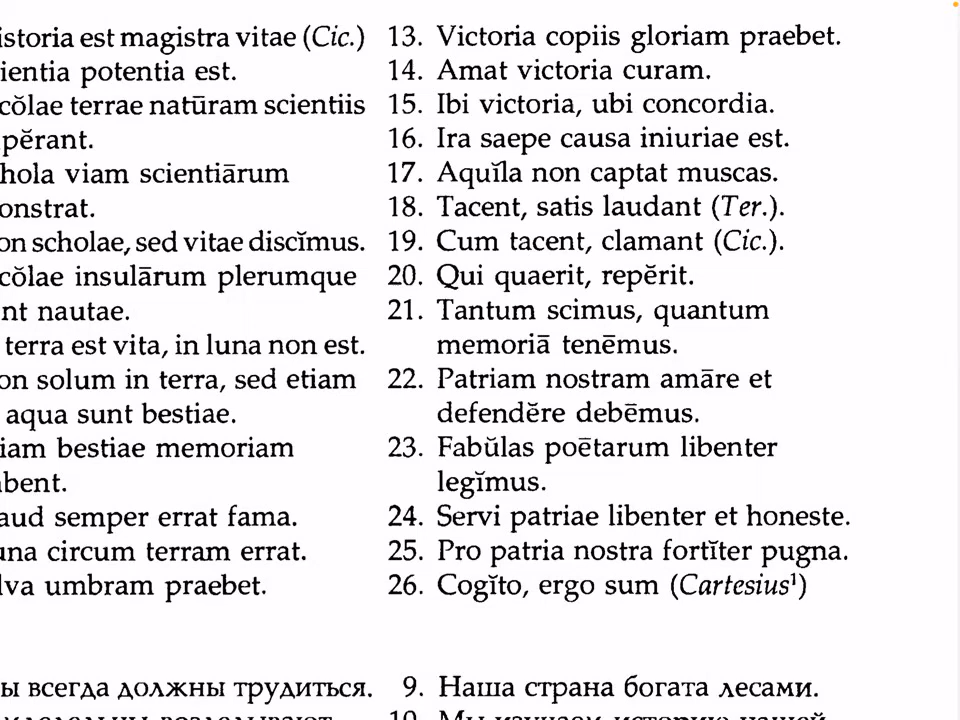 istoria est magistra vitae (Cic.)
ientia potentia est.
cŏlae terrae natūram scientiis
pĕrant.
hola viam scientiārum
onstrat.
on scholae, sed vitae discĭmus.
cŏlae insulārum plerumque
nt nautae.
terra est vita, in luna non est.
on solum in terra, sed etiam
aqua sunt bestiae.
iam bestiae memoriam
abent.
aud semper errat fama.
una circum terram errat.
lva umbram praebet.
13. Victoria copiis gloriam praebet.
14. Amat victoria curam.
15. Ibi victoria, ubi concordia.
16. Ira saepe causa iniuriae est.
17. Aquĭla non captat muscas.
18. Tacent, satis laudant (Ter.).
19. Cum tacent, clamant (Cic.).
20. Qui quaerit, repĕrit.
21. Tantum scimus, quantum
memoriā tenēmus.
22. Patriam nostram amāre et
defendĕre debēmus.
23. Fabŭlas poētarum libenter
legĭmus.
24. Servi patriae libenter et honeste.
25. Pro patria nostra fortĭter pugna.
26. Cogĭto, ergo sum (Cartesius¹)
ы всегда должны трудиться.
возделывают
9. Наша страна богата лесами.
10. Мы изучаем историю нашей